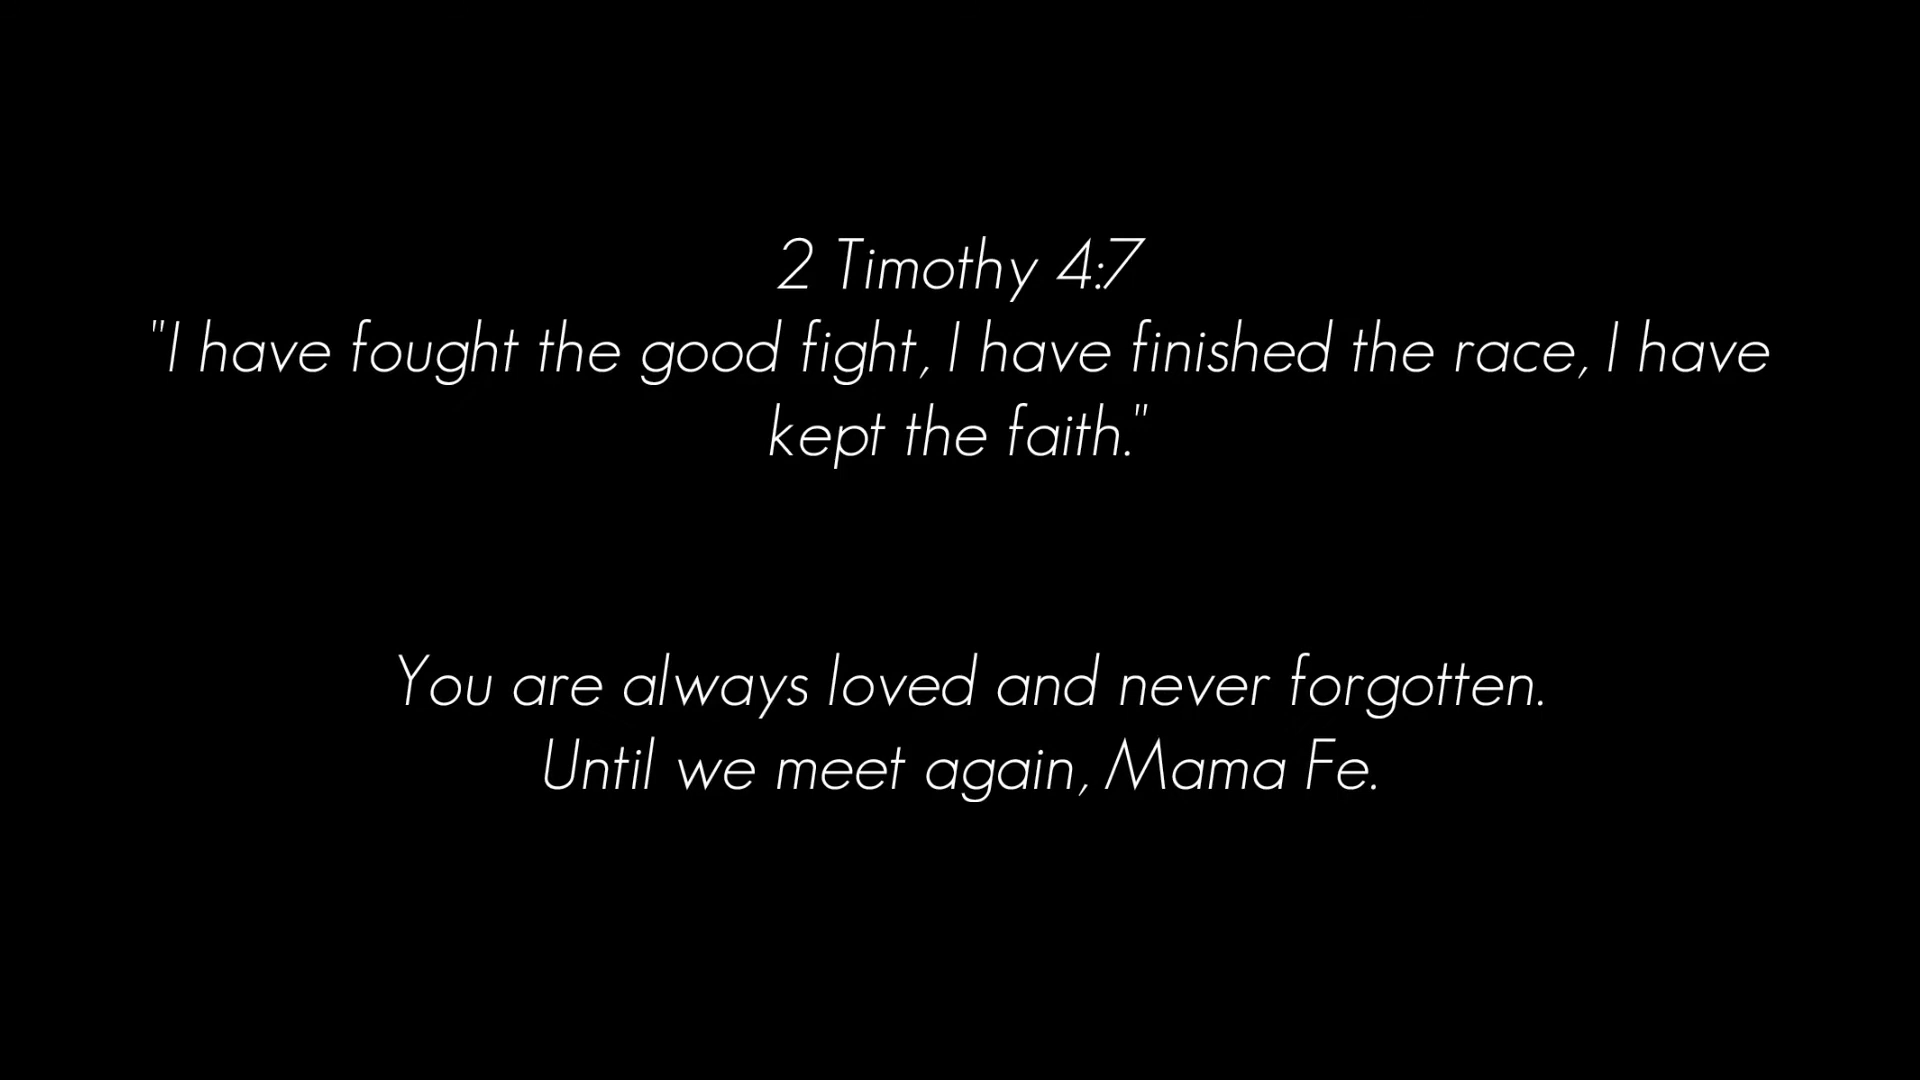 2 Timothy 4:7
"I have fought the good fight, I have finished the race, I have
kept the faith."
You are always loved and never forgotten.
Until we meet again, Mama Fe.